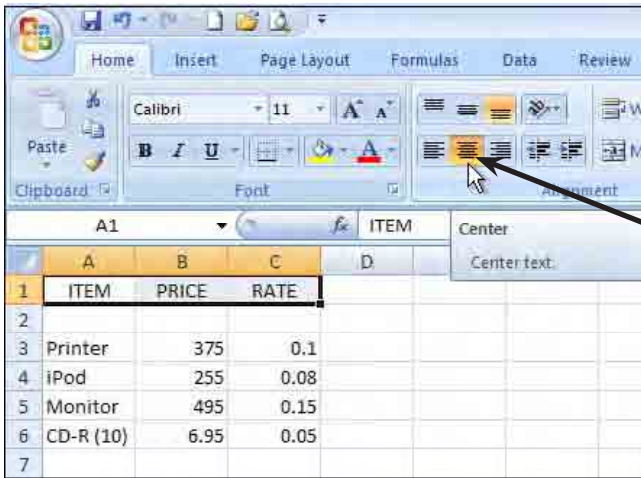 Home Insert Page Layout Formulas Data Review
Calibri 11 A A
Paste B I U A
Clipboard Font Alignment
A1 fx ITEM
Center
Center text.
A B C D
1 ITEM PRICE RATE
2
3 Printer 375 0.1
4 iPod 255 0.08
5 Monitor 495 0.15
6 CD-R (10) 6.95 0.05
7